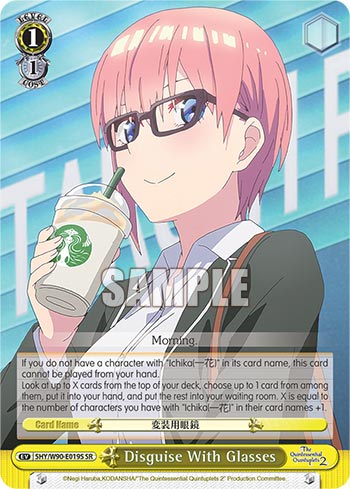 LEVEL
1
1
COST
SAMPLE
Morning.
If you do not have a character with "Ichika(一花)" in its card name, this
cannot be played from your hand.
Look at up to X cards from the top of your deck, choose up to 1 card from among
them, put it into your hand, and put the rest into your waiting room. X is equal to
the number of characters you have with "Ichika(一花)" in their card names +1.
Card Name 変装用眼鏡
EV 5HY/W90-E019S SR Disguise With Glasses
The Quintessential Quintuplets 2
©Negi Haruba,KODANSHA/"The Quintessential Quintuplets 2" Production Committee.